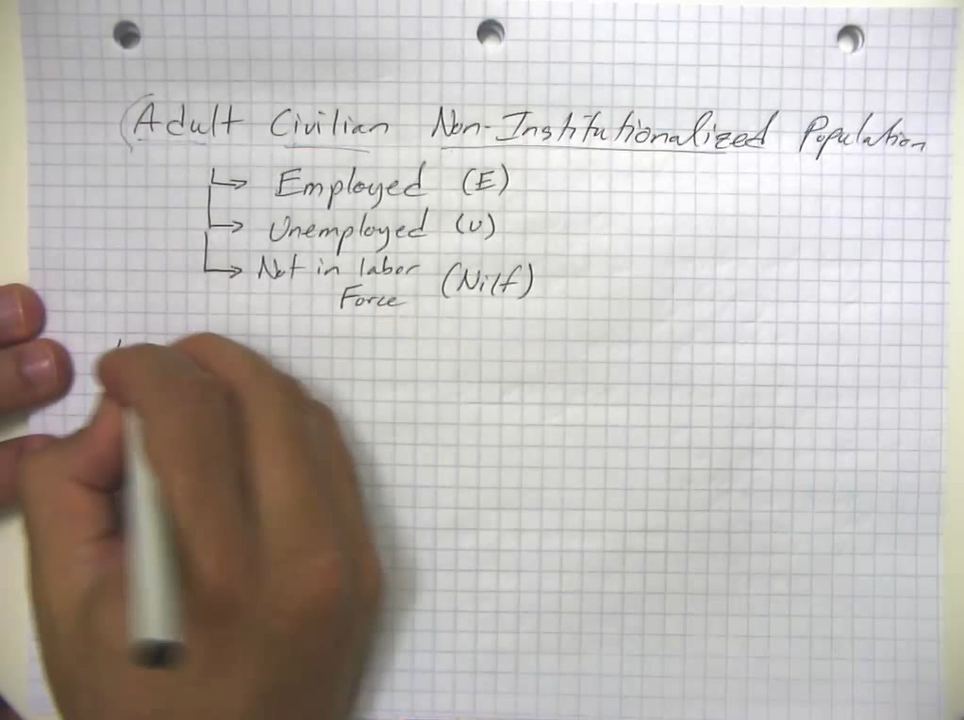 Adult Civilian Non-Institutionalized Population
Employed (E)
Unemployed (U)
Not in labor
Force (Nilf)